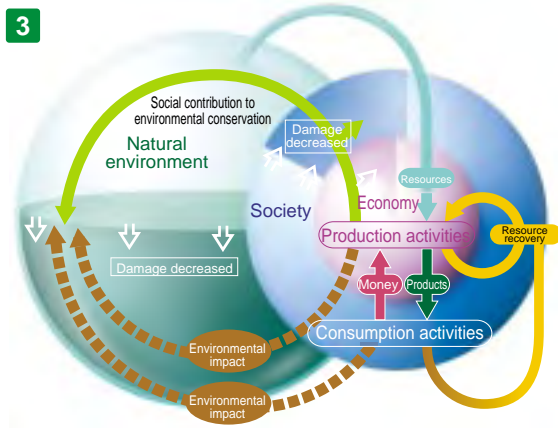 3
Social contribution to
environmental conservation
Natural
environment
Damage
decreased
Society
Resources
Economy
Production activities
Resource
recovery
Damage decreased
Money
Products
Consumption activities
Environmental
impact
Environmental
impact